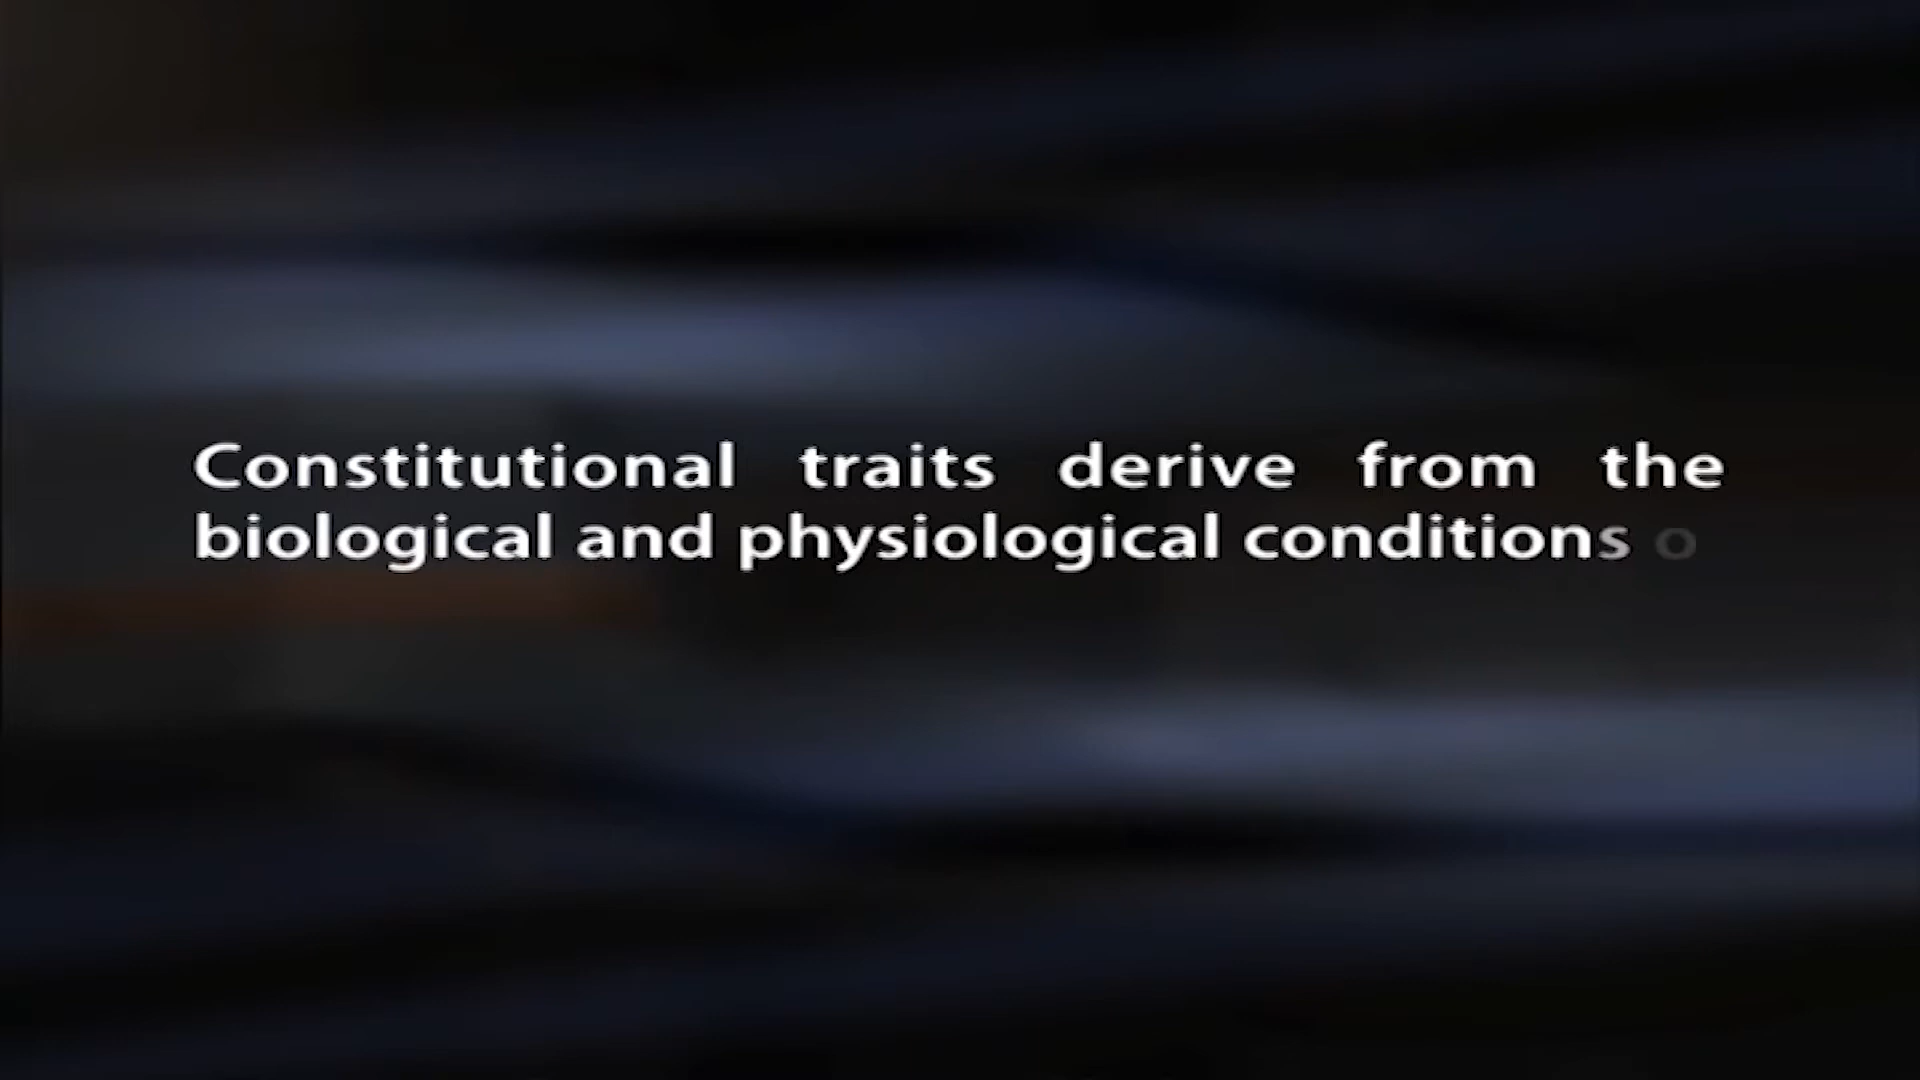 Constitutional traits derive from the
biological and physiological conditions o